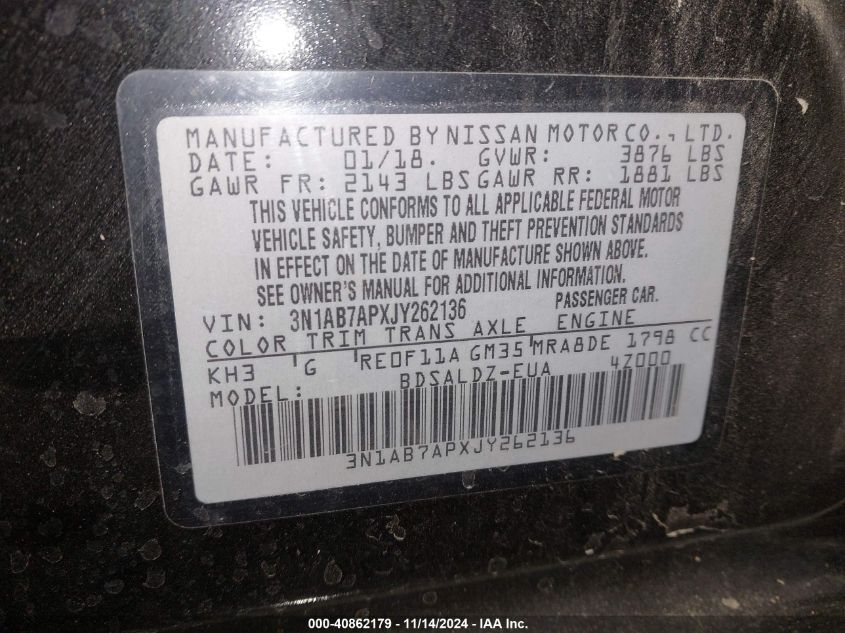 MANUFACTURED BY NISSAN MOTOR CO., LTD.
DATE: 01/18. GVWR: 3876 LBS
GAWR FR: 2143 LBS GAWR RR: 1881 LBS
THIS VEHICLE CONFORMS TO ALL APPLICABLE FEDERAL MOTOR
VEHICLE SAFETY, BUMPER AND THEFT PREVENTION STANDARDS
IN EFFECT ON THE DATE OF MANUFACTURE SHOWN ABOVE.
SEE OWNER'S MANUAL FOR ADDITIONAL INFORMATION.
VIN: 3N1AB7APXJY262136 PASSENGER CAR.
COLOR TRIM TRANS AXLE ENGINE
KH3 G RE0F11A GM35 MRA8DE 1798 CC
MODEL: BDSALDZ-EUA 4Z000
3N1AB7APXJY262136
000-40862179 - 11/14/2024 - IAA Inc.